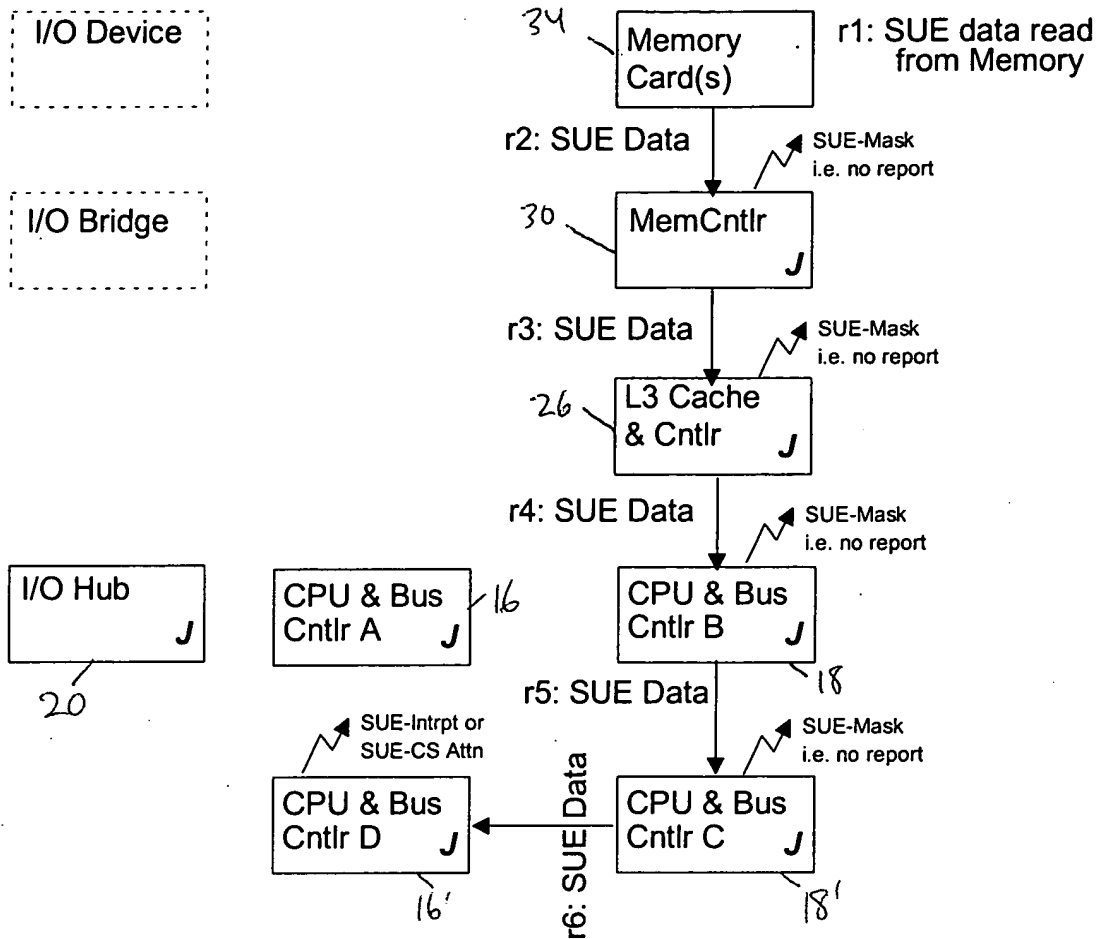 I/O Device
34
Memory
Card(s)
r1: SUE data read
from Memory
r2: SUE Data
SUE-Mask
i.e. no report
I/O Bridge
30
MemCntlr
J
r3: SUE Data
SUE-Mask
i.e. no report
26
L3 Cache
& Cntlr
J
r4: SUE Data
SUE-Mask
i.e. no report
I/O Hub
J
20
CPU & Bus
Cntlr A
J
16
CPU & Bus
Cntlr B
J
18
r5: SUE Data
SUE-Intrpt or
SUE-CS Attn
SUE-Mask
i.e. no report
CPU & Bus
Cntlr D
J
16'
r6: SUE Data
CPU & Bus
Cntlr C
J
18'